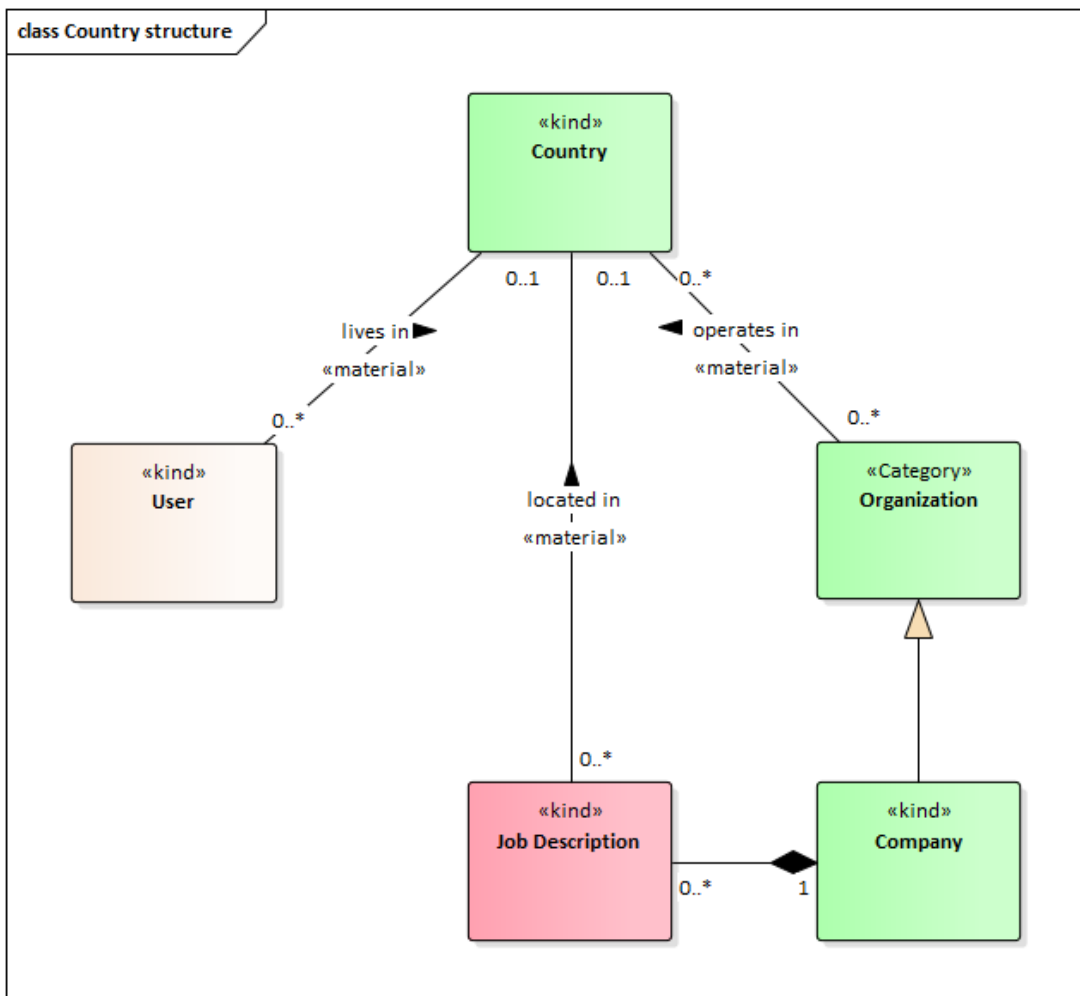 class Country structure
«kind»
Country
0..1
0..1
0..*
lives in
operates in
«material»
«material»
0..*
0..*
«kind»
User
«Category»
Organization
located in
«material»
0..*
«kind»
Job Description
«kind»
Company
0..*
1